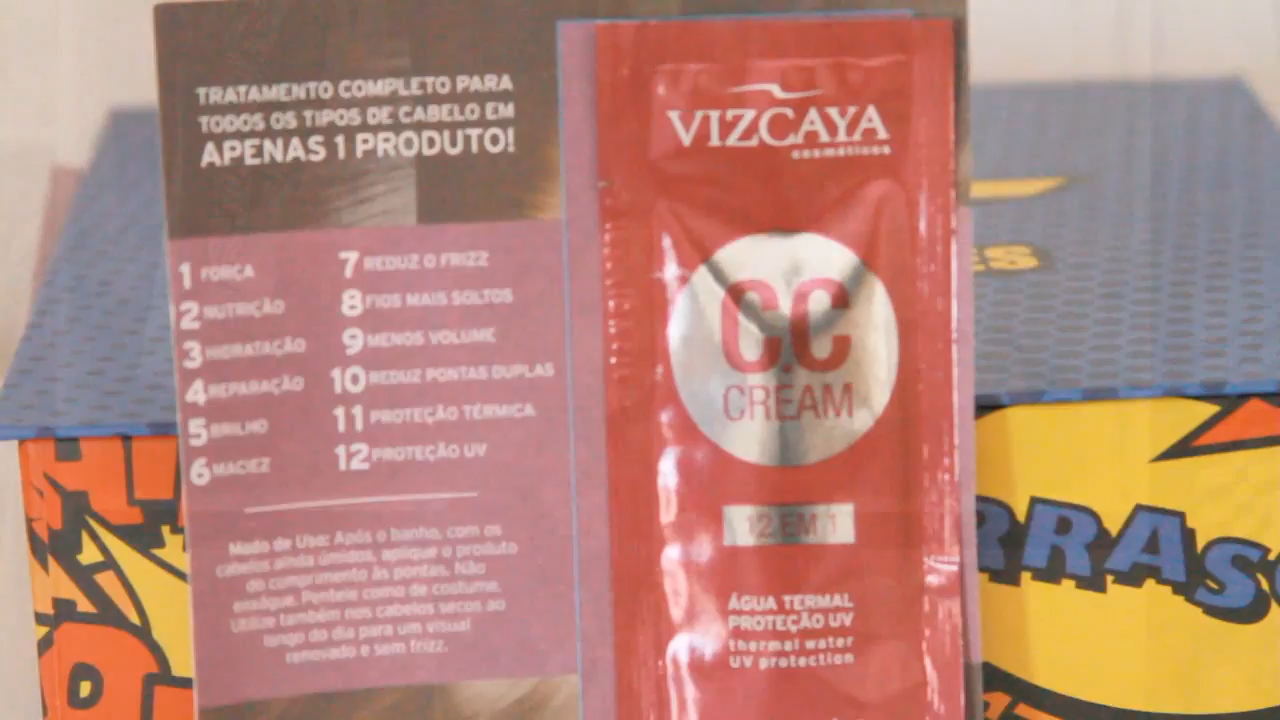 TRATAMENTO COMPLETO PARA
TODOS OS TIPOS DE CABELO EM
APENAS 1 PRODUTO!
1 FORÇA
2 NUTRIÇÃO
3 HIDRATAÇÃO
4 REPARAÇÃO
5 BRILHO
6 MACIEZ
7 REDUZ O FRIZZ
8 FIOS MAIS SOLTOS
9 MENOS VOLUME
10 REDUZ PONTAS DUPLAS
11 PROTEÇÃO TÉRMICA
12 PROTEÇÃO UV
Modo de Uso: Após o banho, com os
cabelos ainda úmidos, aplique o produto
do comprimento às pontas. Não
enxágue. Penteie como de costume.
Utilize também nos cabelos secos ao
longo do dia para um visual
renovado e sem frizz.
VIZCAYA
cosméticos
C.C
CREAM
12 EM 1
ÁGUA TERMAL
PROTEÇÃO UV
thermal water
UV protection
ES
RRAS